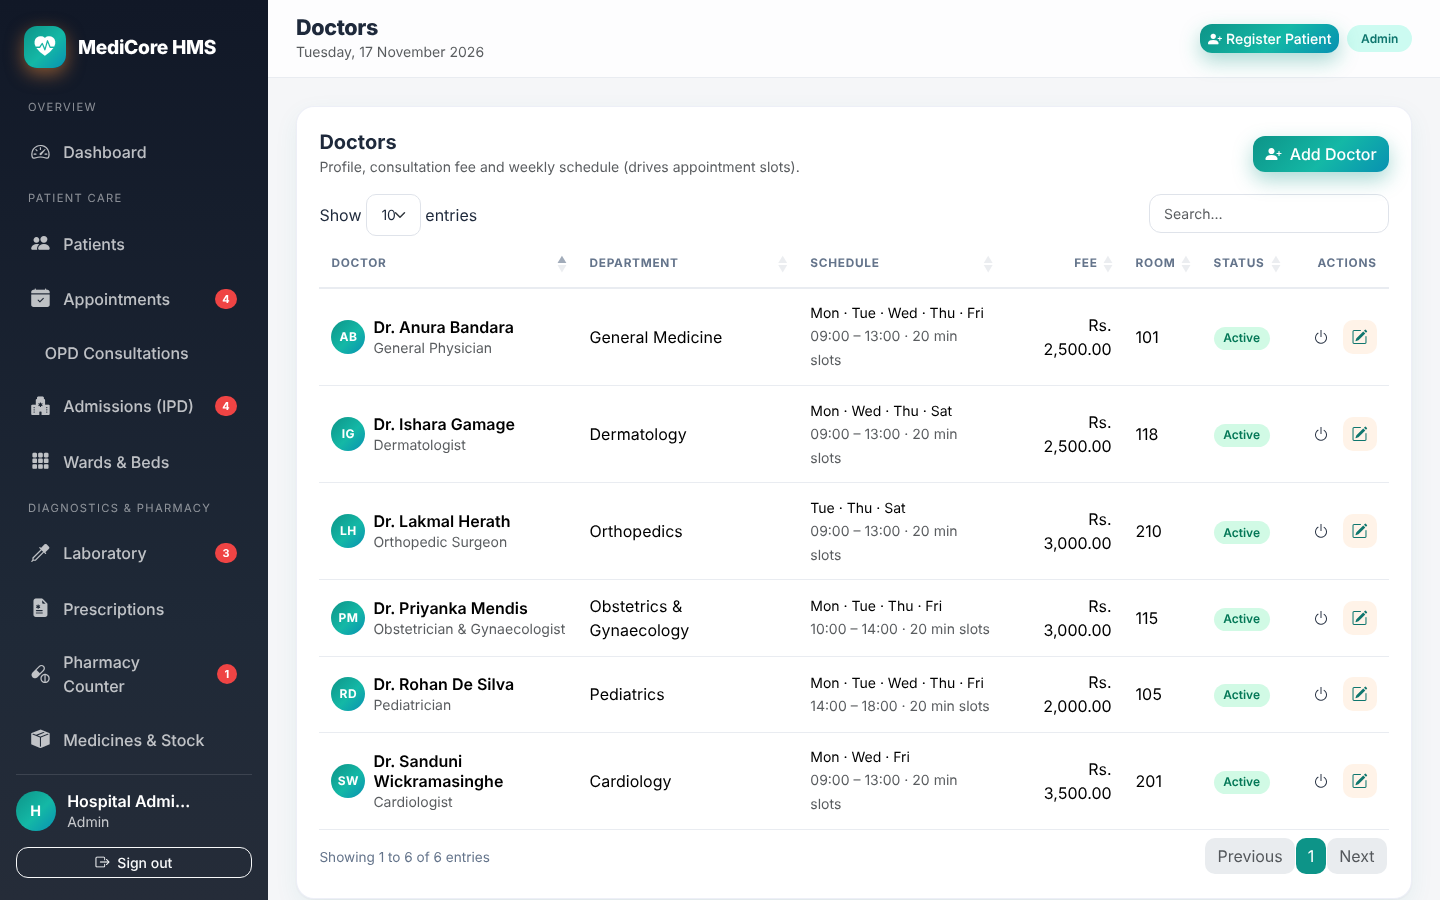 MediCore HMS
OVERVIEW
Dashboard
PATIENT CARE
Patients
Appointments 4
OPD Consultations
Admissions (IPD) 4
Wards & Beds
DIAGNOSTICS & PHARMACY
Laboratory 3
Prescriptions
Pharmacy
Counter
1
Medicines & Stock
H
Hospital Admi...
Admin
Sign out
Doctors
Tuesday, 17 November 2026
Register Patient
Admin
Doctors
Profile, consultation fee and weekly schedule (drives appointment slots).
Add Doctor
Show 10 entries
Search...
DOCTOR DEPARTMENT SCHEDULE FEE ROOM STATUS ACTIONS
AB
Dr. Anura Bandara
General Physician
General Medicine
Mon · Tue · Wed · Thu · Fri
09:00 – 13:00 · 20 min
slots
Rs.
2,500.00
101
Active
IG
Dr. Ishara Gamage
Dermatologist
Dermatology
Mon · Wed · Thu · Sat
09:00 – 13:00 · 20 min
slots
Rs.
2,500.00
118
Active
LH
Dr. Lakmal Herath
Orthopedic Surgeon
Orthopedics
Tue · Thu · Sat
09:00 – 13:00 · 20 min
slots
Rs.
3,000.00
210
Active
PM
Dr. Priyanka Mendis
Obstetrician & Gynaecologist
Obstetrics &
Gynaecology
Mon · Tue · Thu · Fri
10:00 – 14:00 · 20 min slots
Rs.
3,000.00
115
Active
RD
Dr. Rohan De Silva
Pediatrician
Pediatrics
Mon · Tue · Wed · Thu · Fri
14:00 – 18:00 · 20 min slots
Rs.
2,000.00
105
Active
SW
Dr. Sanduni
Wickramasinghe
Cardiologist
Cardiology
Mon · Wed · Fri
09:00 – 13:00 · 20 min
slots
Rs.
3,500.00
201
Active
Showing 1 to 6 of 6 entries
Previous 1 Next